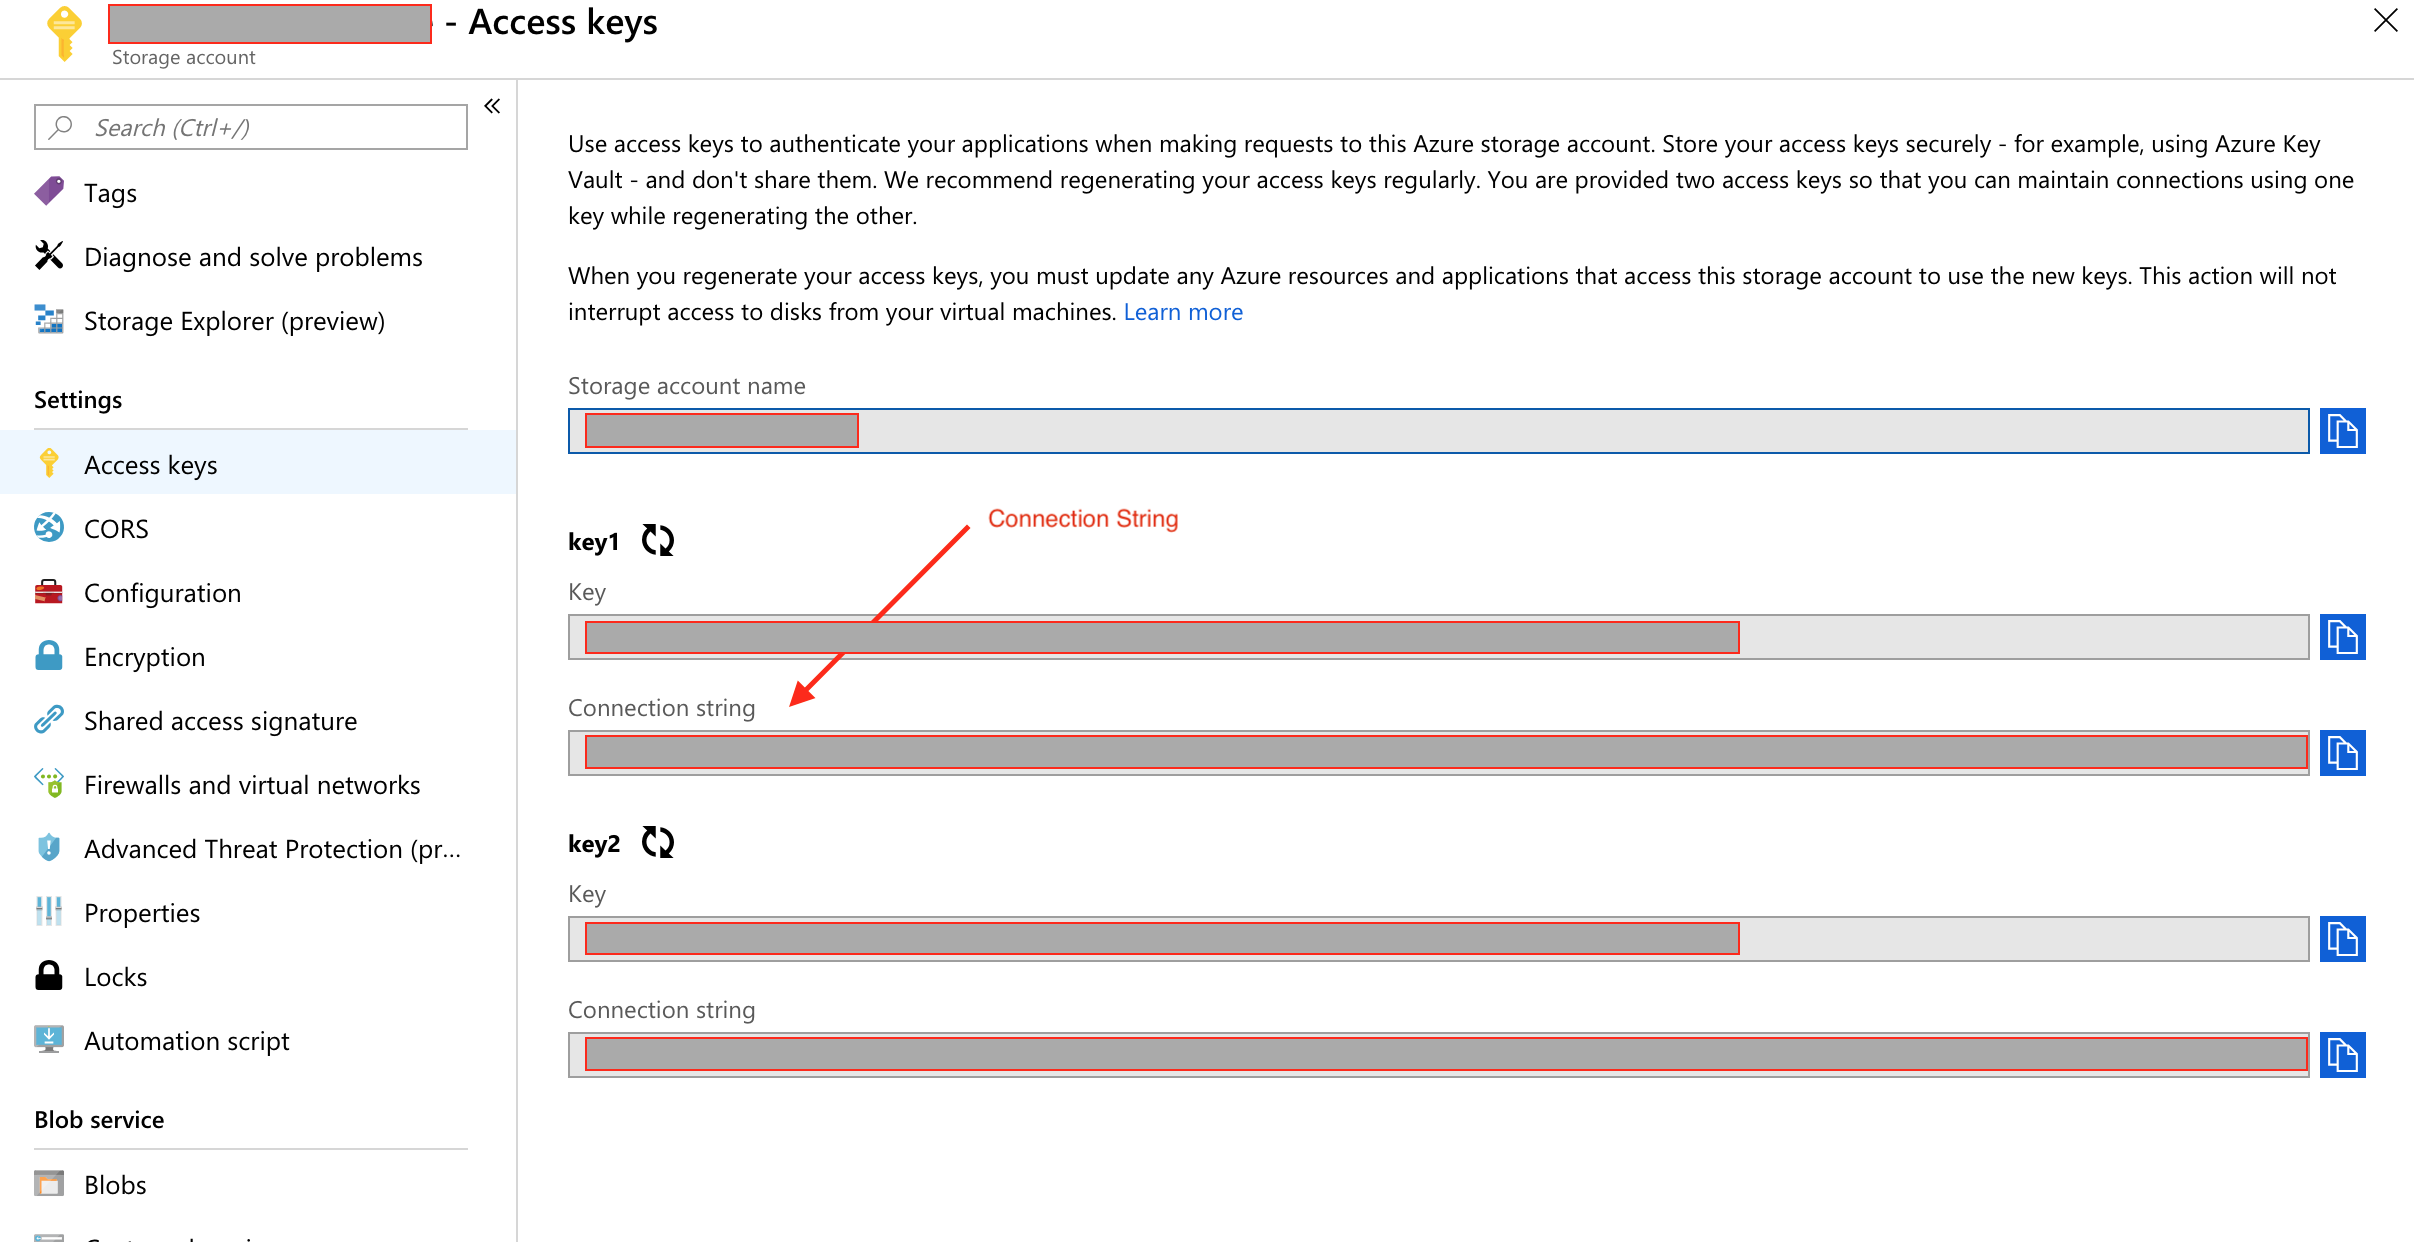 - Access keys
Storage account
Search (Ctrl+/)
Tags
Diagnose and solve problems
Storage Explorer (preview)
Settings
Access keys
CORS
Configuration
Encryption
Shared access signature
Firewalls and virtual networks
Advanced Threat Protection (pr...
Properties
Locks
Automation script
Blob service
Blobs
Use access keys to authenticate your applications when making requests to this Azure storage account. Store your access keys securely - for example, using Azure Key
Vault - and don't share them. We recommend regenerating your access keys regularly. You are provided two access keys so that you can maintain connections using one
key while regenerating the other.
When you regenerate your access keys, you must update any Azure resources and applications that access this storage account to use the new keys. This action will not
interrupt access to disks from your virtual machines. Learn more
Storage account name
Connection String
key1
Key
Connection string
key2
Key
Connection string